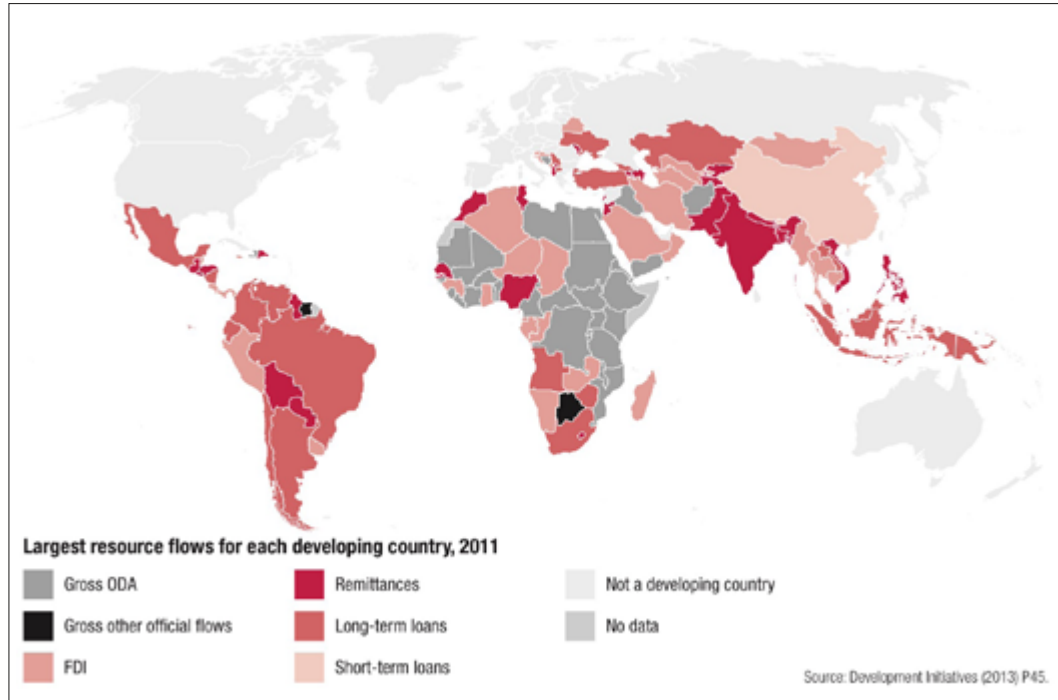 Largest resource flows for each developing country, 2011
Gross ODA
Gross other official flows
FDI
Remittances
Long-term loans
Short-term loans
Not a developing country
No data
Source: Development Initiatives (2013) P45.